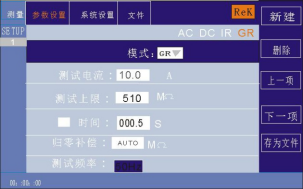 测量 参数设置 系统设置 文件 ReK 新建
SETUP AC DC IR GR
1
模式: GR
删除
测试电流: 10.0 A
上一项
测试上限: 510 MΩ
时间: 000.5 S
下一项
归零补偿: AUTO MΩ
存为文件
测试频率:
00:00:00